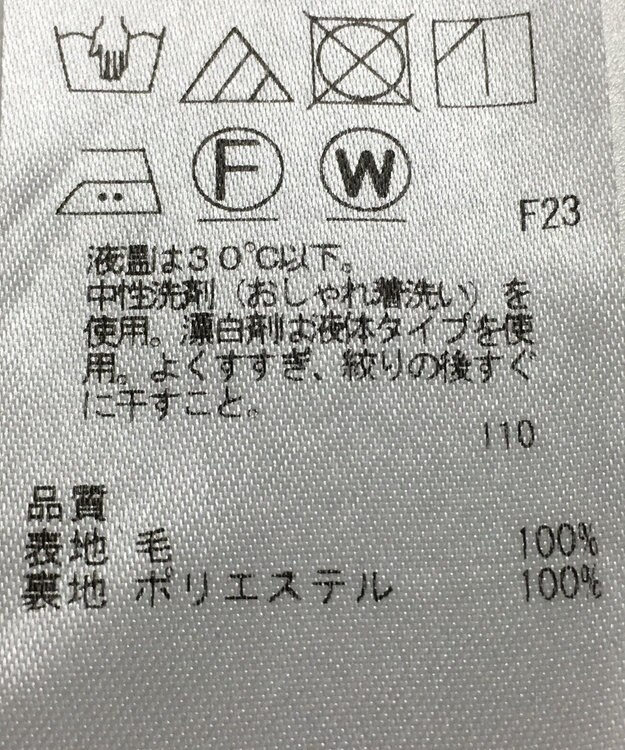 F W
F23
液温は30℃以下。
中性洗剤(おしゃれ着洗い)を
使用。漂白剤は液体タイプを使
用。よくすすぎ、絞りの後すぐ
に干すこと。
110
品質
表地 毛 100%
裏地 ポリエステル 100%